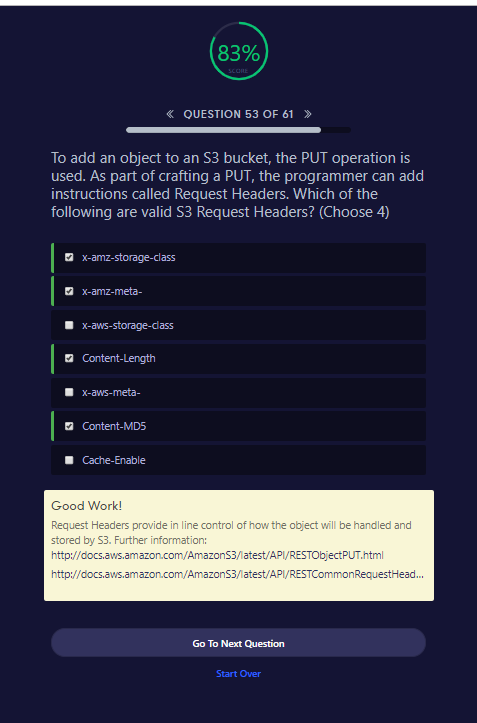 83%
SCORE
« QUESTION 53 OF 61 »
To add an object to an S3 bucket, the PUT operation is
used. As part of crafting a PUT, the programmer can add
instructions called Request Headers. Which of the
following are valid S3 Request Headers? (Choose 4)
x-amz-storage-class
x-amz-meta-
x-aws-storage-class
Content-Length
x-aws-meta-
Content-MD5
Cache-Enable
Good Work!
Request Headers provide in line control of how the object will be handled and
stored by S3. Further information:
http://docs.aws.amazon.com/AmazonS3/latest/API/RESTObjectPUT.html
http://docs.aws.amazon.com/AmazonS3/latest/API/RESTCommonRequestHead...
Go To Next Question
Start Over